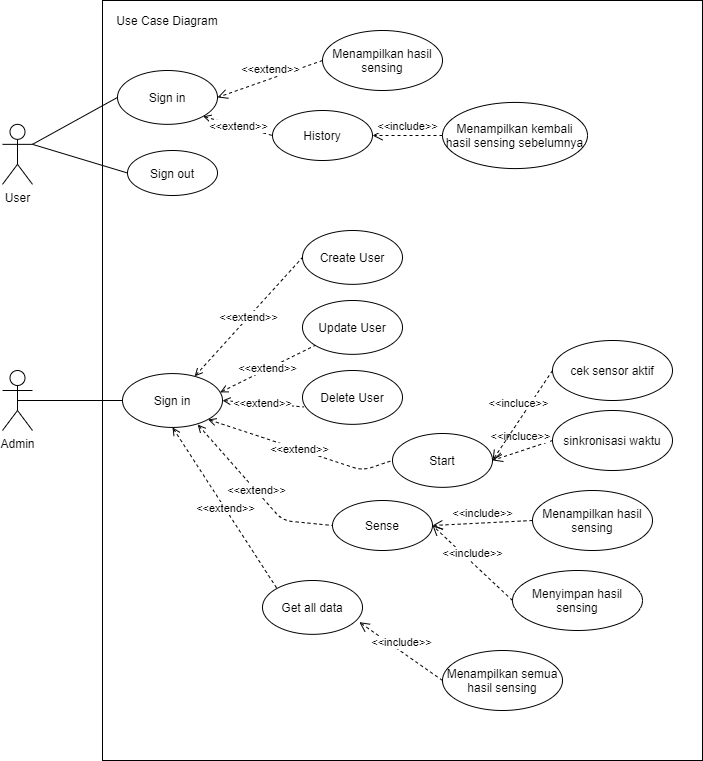 Use Case Diagram
Menampilkan hasil
sensing
<<extend>>
Sign in
<<extend>>
History
<<include>>
Menampilkan kembali
hasil sensing sebelumnya
Sign out
User
Create User
<<extend>>
Update User
<<extend>>
cek sensor aktif
Sign in
<<extend>>
Delete User
<<incluce>>
Admin
<<extend>>
Start
<<incluce>>
sinkronisasi waktu
<<extend>>
Sense
<<include>>
Menampilkan hasil
sensing
<<extend>>
<<include>>
Menyimpan hasil
sensing
Get all data
<<include>>
Menampilkan semua
hasil sensing